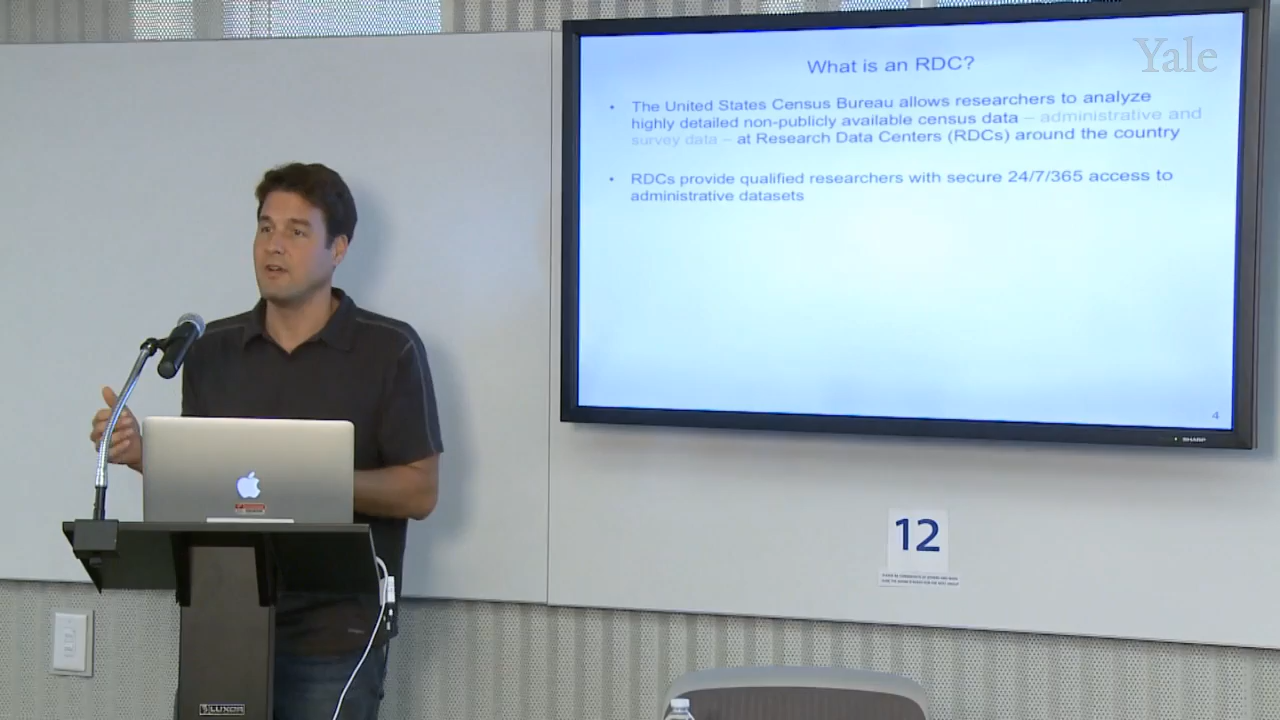 Yale
What is an RDC?
• The United States Census Bureau allows researchers to analyze
highly detailed non-publicly available census data – administrative and
survey data – at Research Data Centers (RDCs) around the country
• RDCs provide qualified researchers with secure 24/7/365 access to
administrative datasets
4
SHARP
12
LUXOR